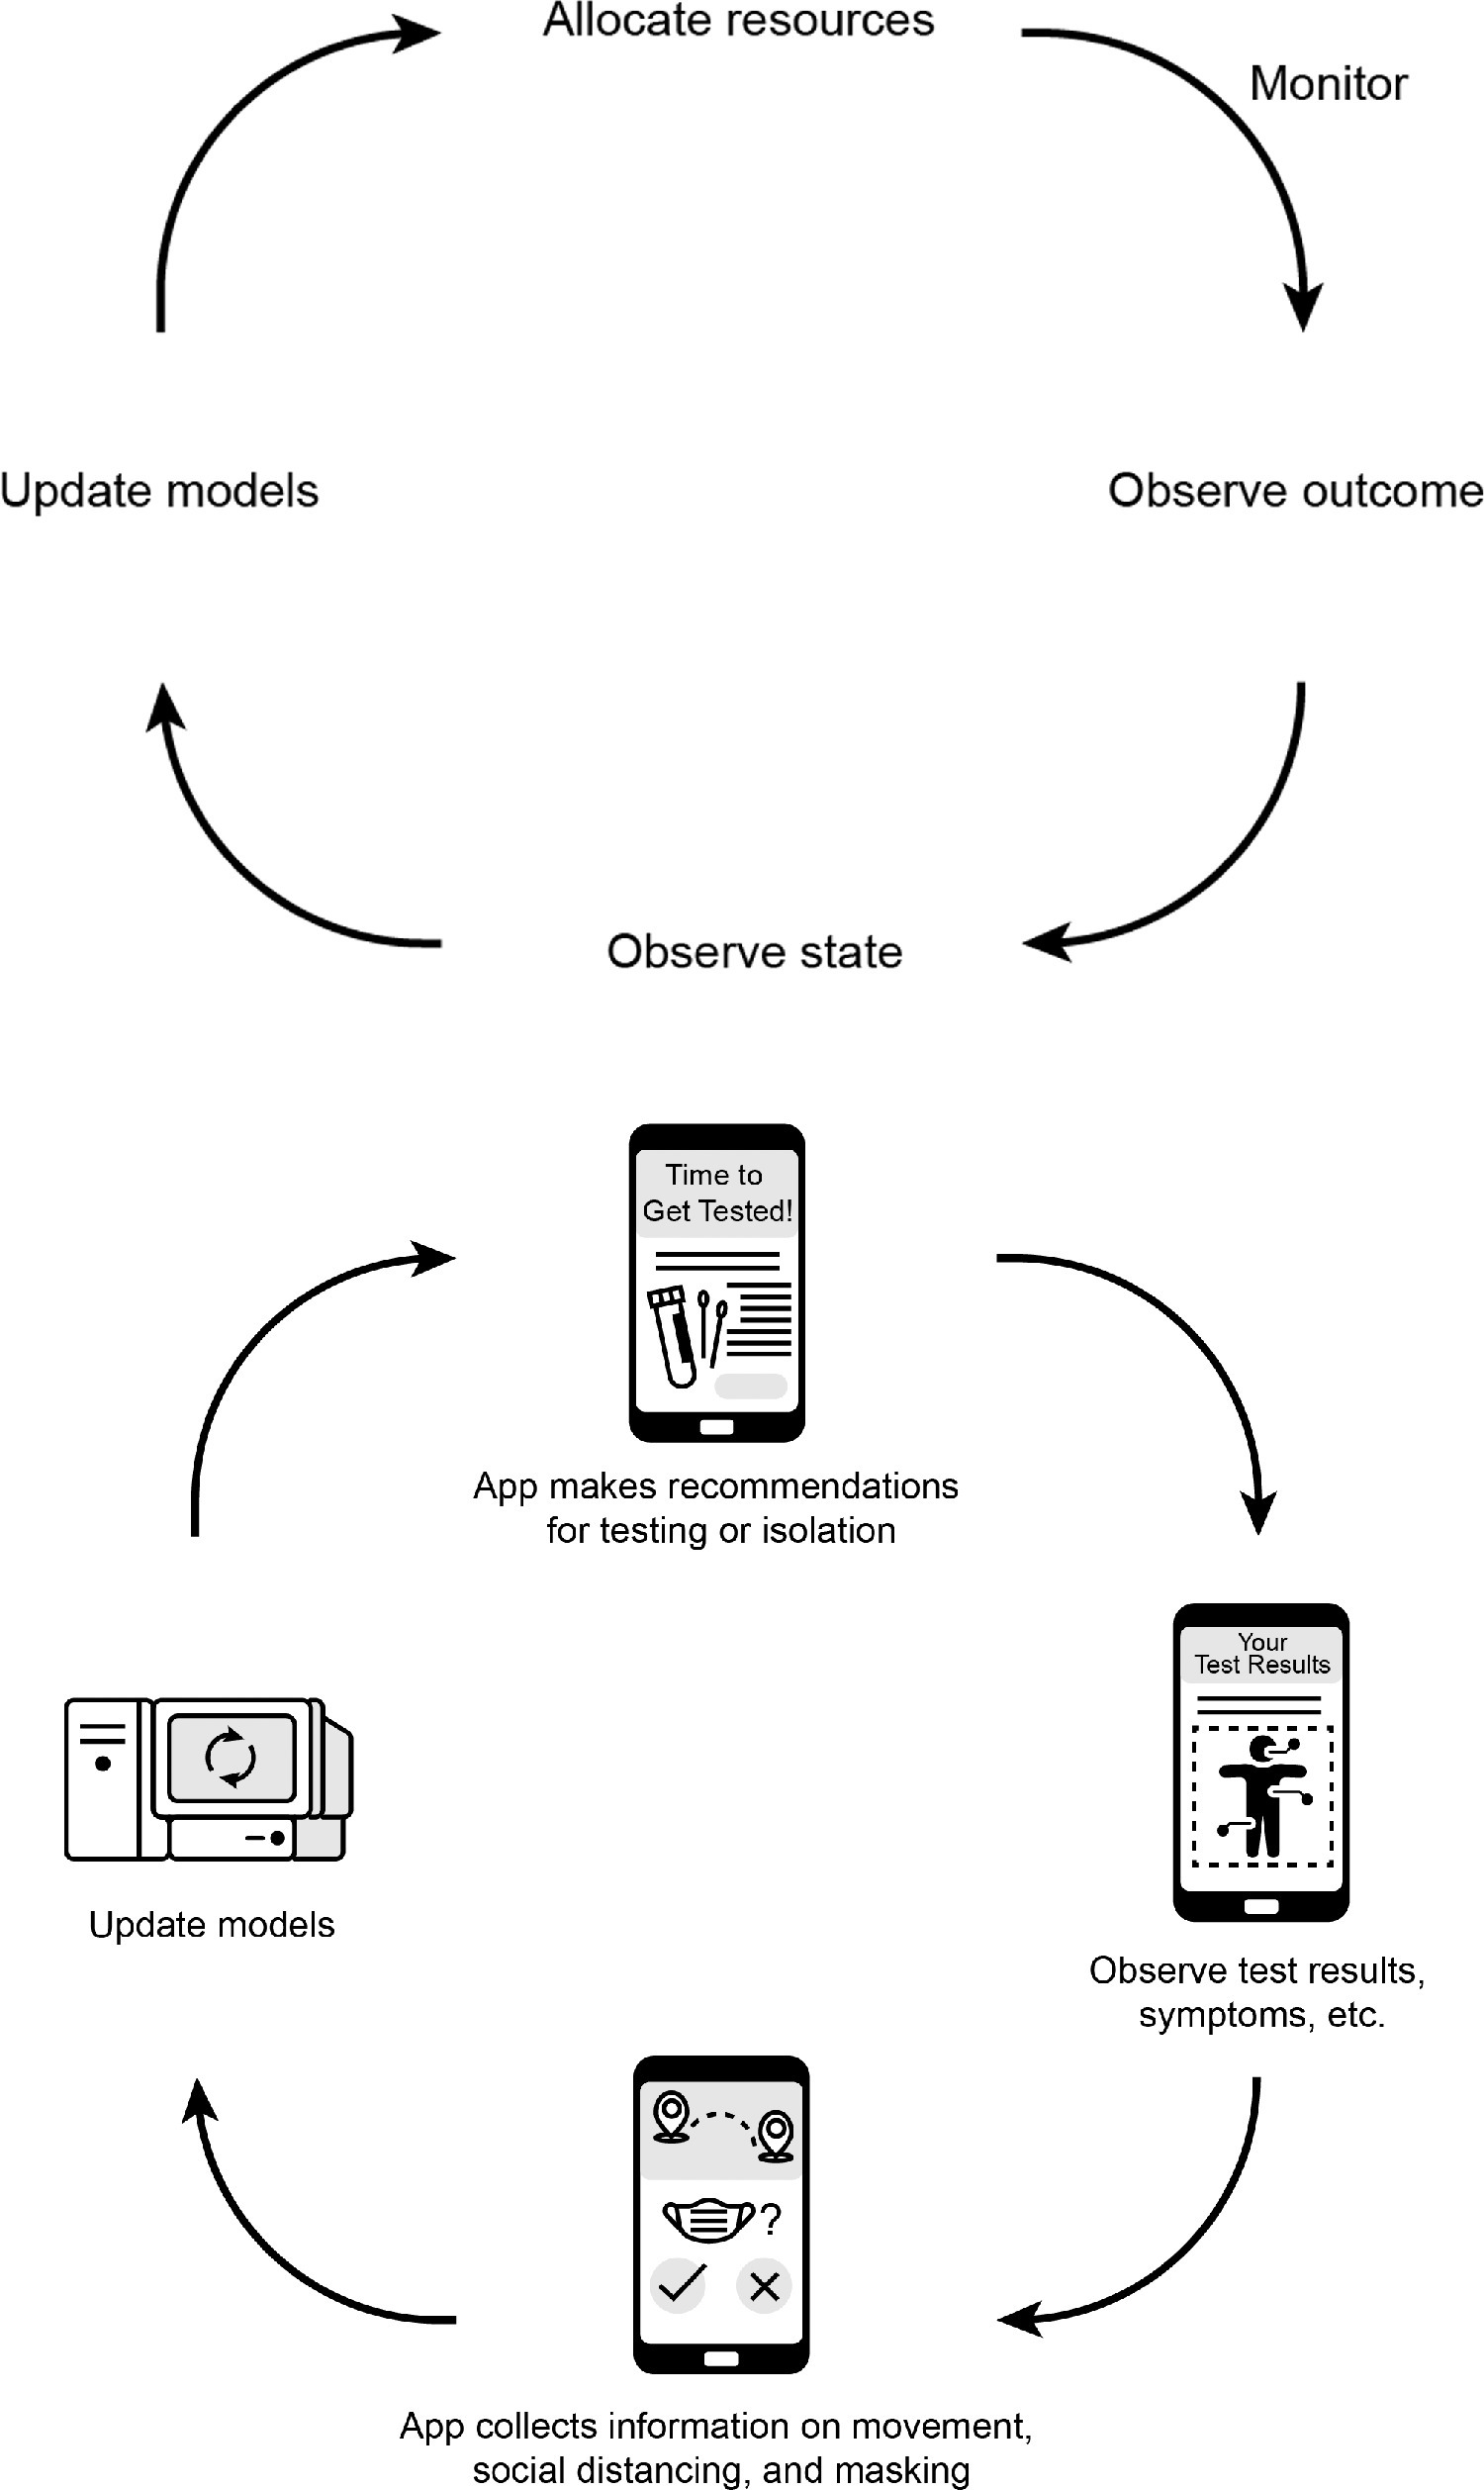 Allocate resources
Monitor
Update models
Observe outcome
Observe state
Time to
Get Tested!
App makes recommendations
for testing or isolation
Your
Test Results
Update models
Observe test results,
symptoms, etc.
?
App collects information on movement,
social distancing, and masking